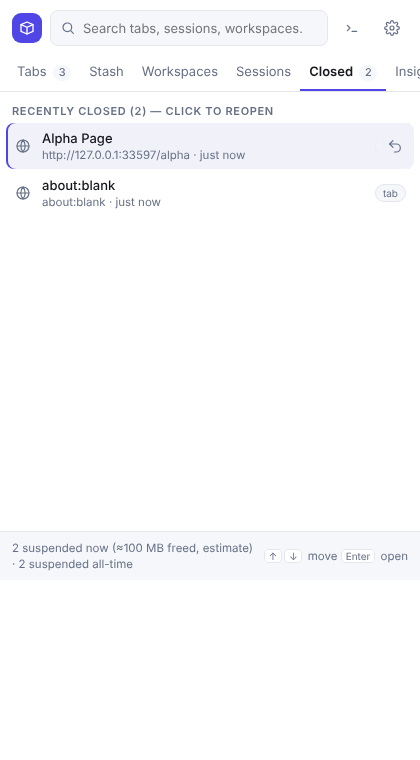 Search tabs, sessions, workspaces.
Tabs 3 Stash Workspaces Sessions Closed 2 Insig
RECENTLY CLOSED (2) — CLICK TO REOPEN
Alpha Page
http://127.0.0.1:33597/alpha · just now
about:blank
about:blank · just now
tab
2 suspended now (≈100 MB freed, estimate)
· 2 suspended all-time
↑ ↓ move Enter open